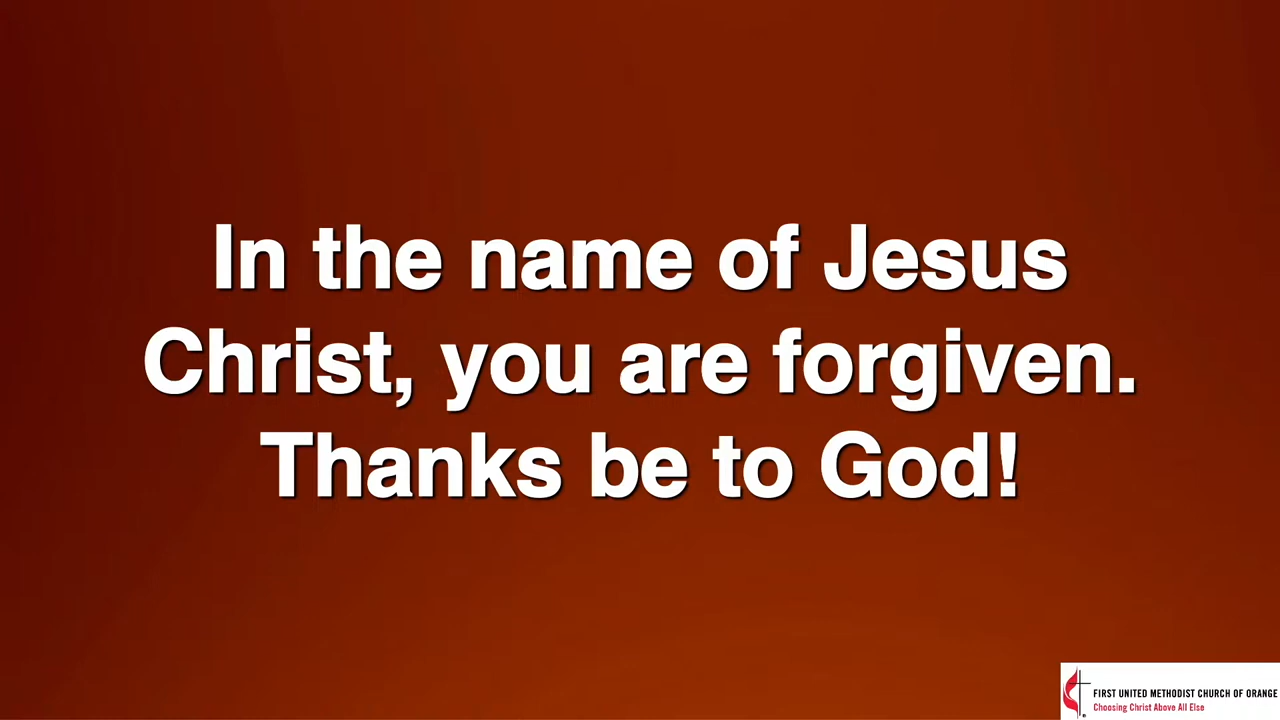 In the name of Jesus
Christ, you are forgiven.
Thanks be to God!
FIRST UNITED METHODIST CHURCH OF ORANGE
Choosing Christ Above All Else